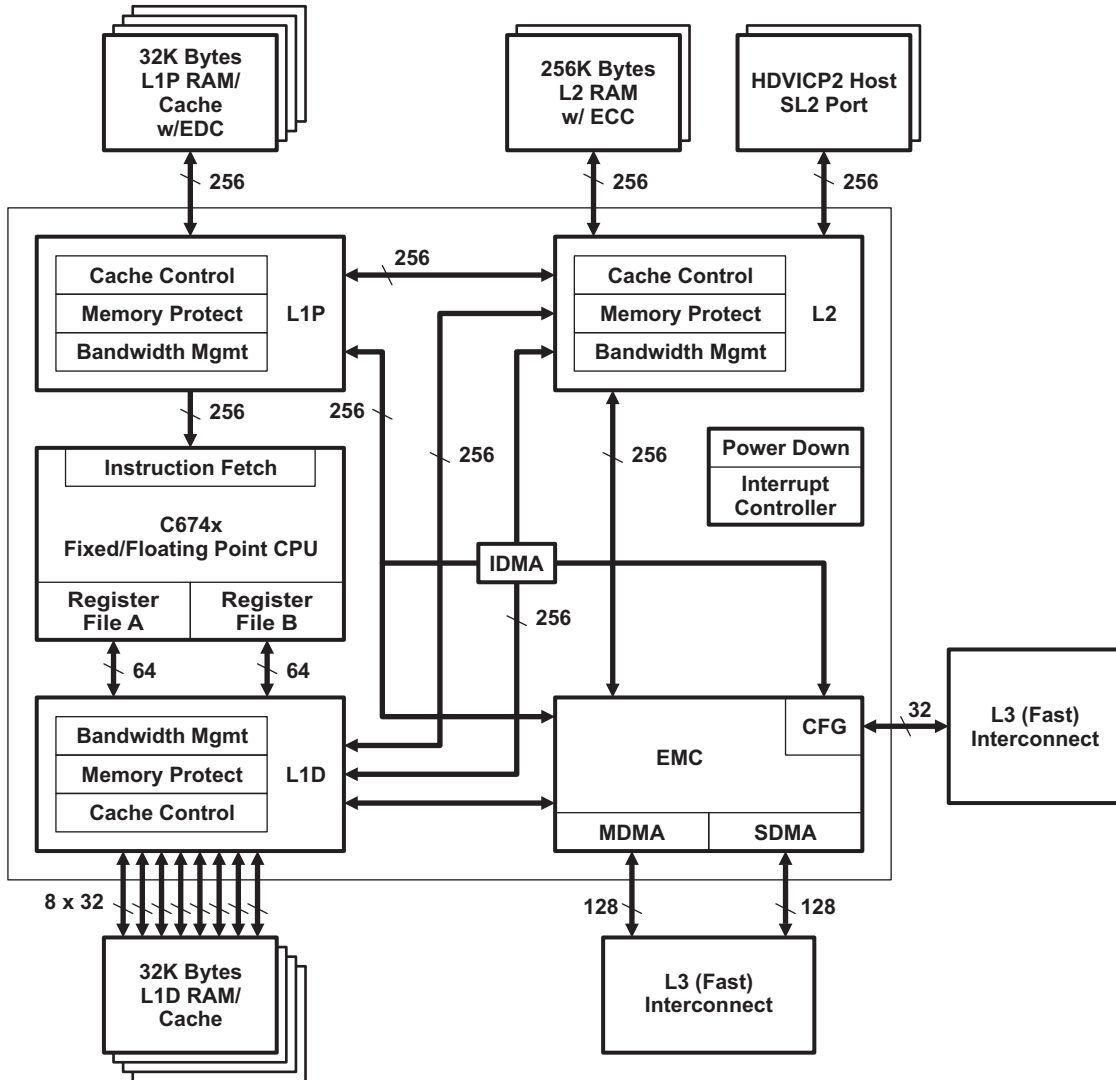 32K Bytes
L1P RAM/
Cache
w/EDC
256K Bytes
L2 RAM
w/ ECC
HDVICP2 Host
SL2 Port
256
256
256
Cache Control
Memory Protect
Bandwidth Mgmt
L1P
256
Cache Control
Memory Protect
Bandwidth Mgmt
L2
256
256
256
256
Power Down
Interrupt
Controller
Instruction Fetch
C674x
Fixed/Floating Point CPU
Register
File A
Register
File B
IDMA
256
64
64
Bandwidth Mgmt
Memory Protect
Cache Control
L1D
EMC
CFG
MDMA
SDMA
32
L3 (Fast)
Interconnect
8 x 32
128
128
32K Bytes
L1D RAM/
Cache
L3 (Fast)
Interconnect